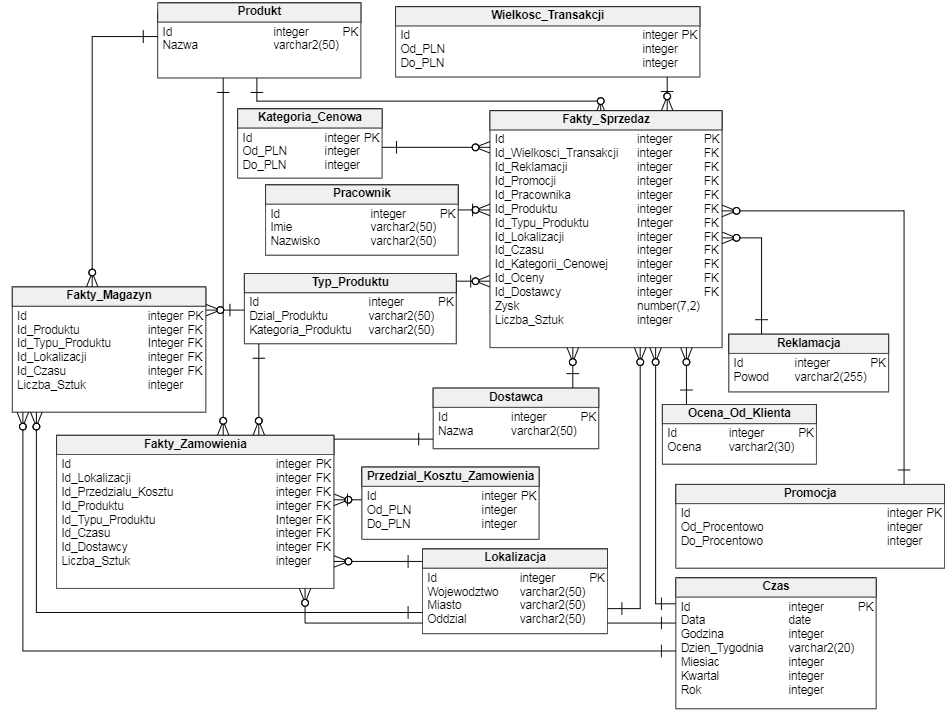 Produkt
Id integer PK
Nazwa varchar2(50)
Wielkosc_Transakcji
Id integer PK
Od_PLN integer
Do_PLN integer
Kategoria_Cenowa
Id integer PK
Od_PLN integer
Do_PLN integer
Fakty_Sprzedaz
Id integer PK
Id_Wielkosci_Transakcji integer FK
Id_Reklamacji integer FK
Id_Promocji integer FK
Id_Pracownika integer FK
Id_Produktu integer FK
Id_Typu_Produktu Integer FK
Id_Lokalizacji integer FK
Id_Czasu integer FK
Id_Kategorii_Cenowej Integer FK
Id_Oceny integer FK
Id_Dostawcy integer FK
Zysk number(7,2)
Liczba_Sztuk integer
Pracownik
Id integer PK
Imie varchar2(50)
Nazwisko varchar2(50)
Typ_Produktu
Id integer PK
Dzial_Produktu varchar2(50)
Kategoria_Produktu varchar2(50)
Fakty_Magazyn
Id integer PK
Id_Produktu integer FK
Id_Typu_Produktu Integer FK
Id_Lokalizacji integer FK
Id_Czasu integer FK
Liczba_Sztuk integer
Reklamacja
Id integer PK
Powod varchar2(255)
Dostawca
Id integer PK
Nazwa varchar2(50)
Ocena_Od_Klienta
Id integer PK
Ocena varchar2(30)
Fakty_Zamowienia
Id integer PK
Id_Lokalizacji integer FK
Id_Przedzialu_Kosztu integer FK
Id_Produktu integer FK
Id_Typu_Produktu Integer FK
Id_Czasu integer FK
Id_Dostawcy integer FK
Liczba_Sztuk integer
Przedzial_Kosztu_Zamowienia
Id integer PK
Od_PLN integer
Do_PLN integer
Promocja
Id integer PK
Od_Procentowo integer
Do_Procentowo integer
Lokalizacja
Id integer PK
Wojewodztwo varchar2(50)
Miasto varchar2(50)
Oddzial varchar2(50)
Czas
Id integer PK
Data date
Godzina integer
Dzien_Tygodnia varchar2(20)
Miesiac integer
Kwartal integer
Rok integer